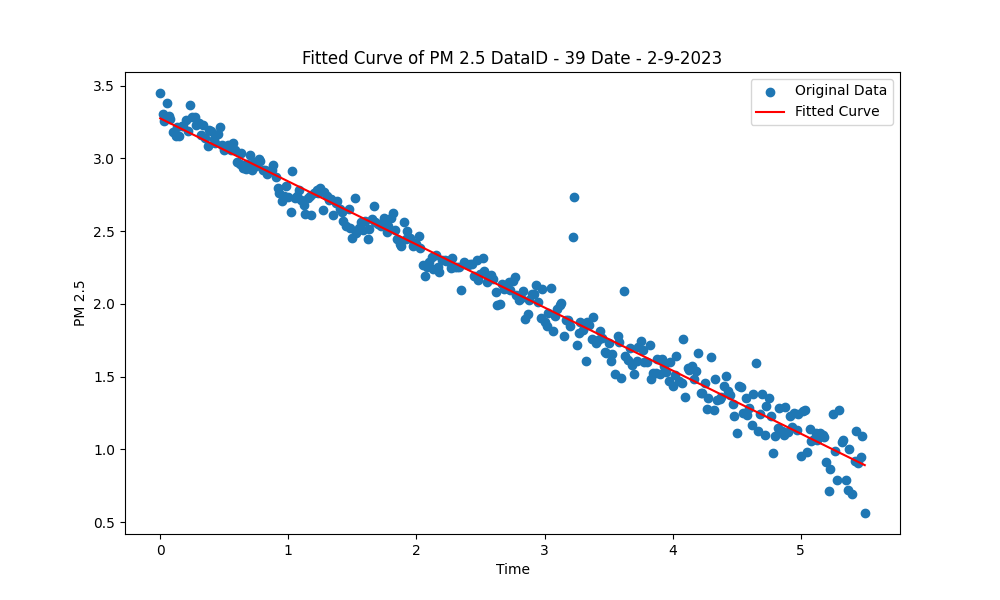 Fitted Curve of PM 2.5 DataID - 39 Date - 2-9-2023
Original Data
Fitted Curve
3.5
3.0
2.5
2.0
1.5
1.0
0.5
PM 2.5
0 1 2 3 4 5
Time